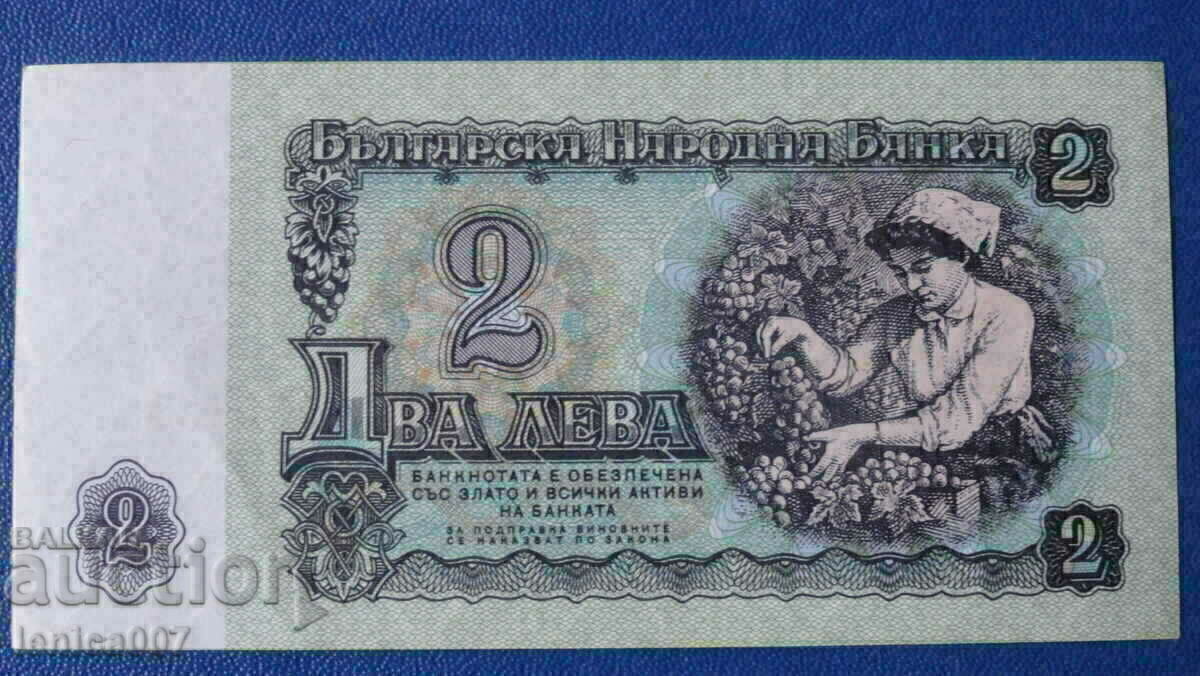 Българска Народна Банка
2
2
Два лева
БАНКНОТАТА Е ОБЕЗПЕЧЕНА
СЪС ЗЛАТО И ВСИЧКИ АКТИВИ
НА БАНКАТА
ЗА ПОДПРАВКА ВИНОВНИТЕ
СЕ НАКАЗВАТ ПО ЗАКОНА
2
2
auction
lenica007